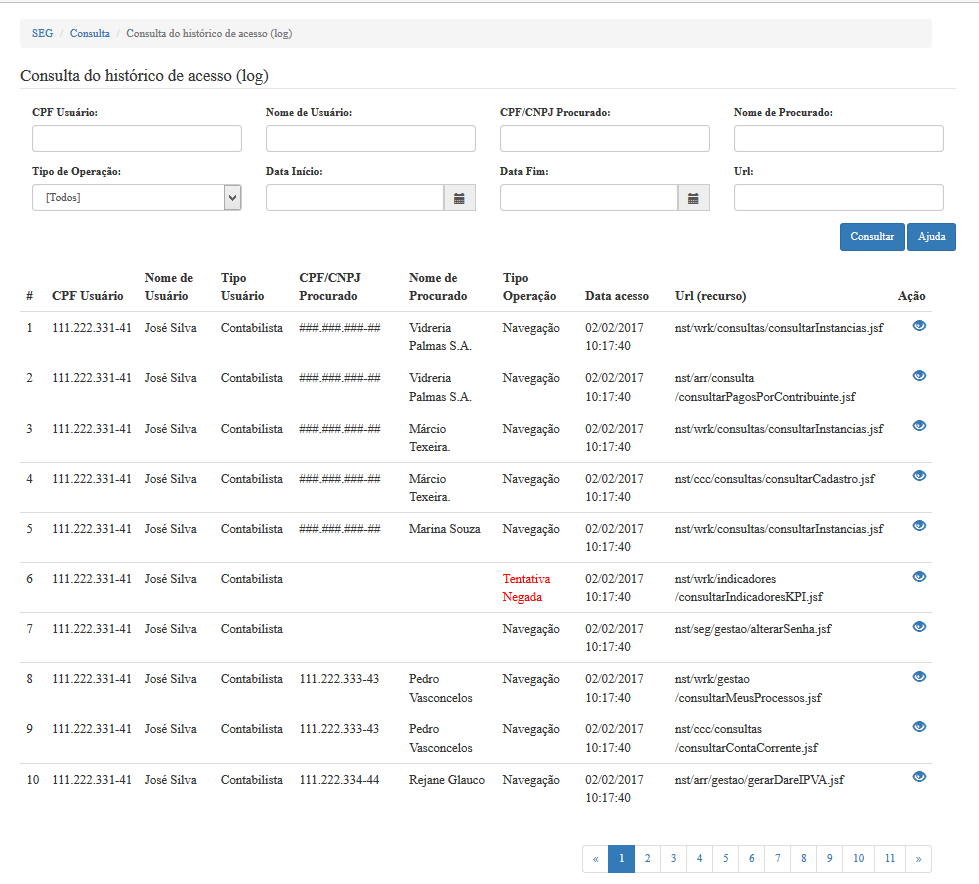 SEG / Consulta / Consulta do histórico de acesso (log)
Consulta do histórico de acesso (log)
CPF Usuário: Nome de Usuário: CPF/CNPJ Procurado: Nome de Procurado:
Tipo de Operação: Data Início: Data Fim: Url:
[Todos]
Consultar Ajuda
# CPF Usuário Nome de Usuário Tipo Usuário CPF/CNPJ Procurado Nome de Procurado Tipo Operação Data acesso Url (recurso) Ação
1 111.222.331-41 José Silva Contabilista ###.###.###-## Vidreria Palmas S.A. Navegação 02/02/2017 10:17:40 nst/wrk/consultas/consultarInstancias.jsf
2 111.222.331-41 José Silva Contabilista ###.###.###-## Vidreria Palmas S.A. Navegação 02/02/2017 10:17:40 nst/arr/consulta /consultarPagosPorContribuinte.jsf
3 111.222.331-41 José Silva Contabilista ###.###.###-## Márcio Texeira. Navegação 02/02/2017 10:17:40 nst/wrk/consultas/consultarInstancias.jsf
4 111.222.331-41 José Silva Contabilista ###.###.###-## Márcio Texeira. Navegação 02/02/2017 10:17:40 nst/ccc/consultas/consultarCadastro.jsf
5 111.222.331-41 José Silva Contabilista ###.###.###-## Marina Souza Navegação 02/02/2017 10:17:40 nst/wrk/consultas/consultarInstancias.jsf
6 111.222.331-41 José Silva Contabilista Tentativa Negada 02/02/2017 10:17:40 nst/wrk/indicadores /consultarIndicadoresKPI.jsf
7 111.222.331-41 José Silva Contabilista Navegação 02/02/2017 10:17:40 nst/seg/gestao/alterarSenha.jsf
8 111.222.331-41 José Silva Contabilista 111.222.333-43 Pedro Vasconcelos Navegação 02/02/2017 10:17:40 nst/wrk/gestao /consultarMeusProcessos.jsf
9 111.222.331-41 José Silva Contabilista 111.222.333-43 Pedro Vasconcelos Navegação 02/02/2017 10:17:40 nst/ccc/consultas /consultarContaCorrente.jsf
10 111.222.331-41 José Silva Contabilista 111.222.334-44 Rejane Glauco Navegação 02/02/2017 10:17:40 nst/arr/gestao/gerarDareIPVA.jsf
« 1 2 3 4 5 6 7 8 9 10 11 »